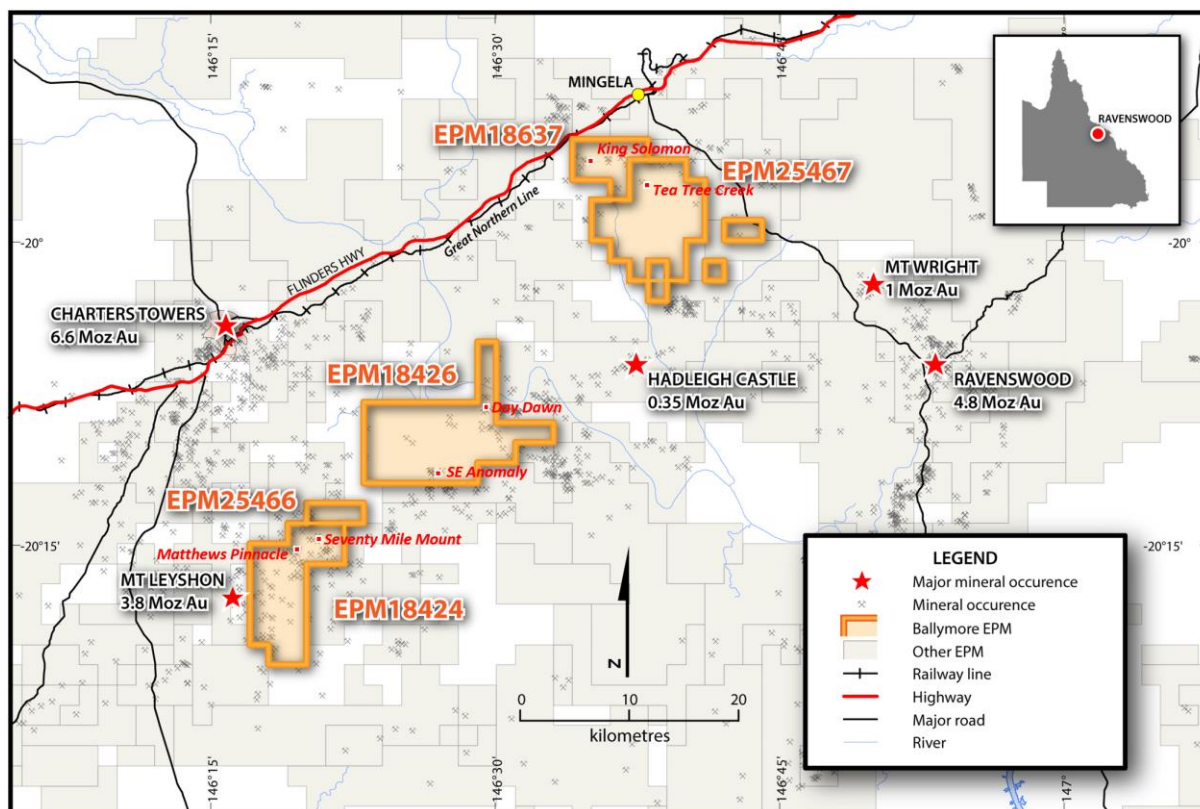 146°15'
146°30'
146°45'
MINGELA
EPM18637
King Solomon
EPM25467
Tea Tree Creek
RAVENSWOOD
Great Northern Line
FLINDERS HWY
-20°
-20°
MT WRIGHT
1 Moz Au
CHARTERS TOWERS
6.6 Moz Au
EPM18426
HADLEIGH CASTLE
0.35 Moz Au
RAVENSWOOD
4.8 Moz Au
Day Dawn
SE Anomaly
EPM25466
Seventy Mile Mount
Matthews Pinnacle
-20°15'
-20°15'
MT LEYSHON
3.8 Moz Au
EPM18424
N
0 10 20
kilometres
LEGEND
Major mineral occurence
Mineral occurence
Ballymore EPM
Other EPM
Railway line
Highway
Major road
River
146°15'
146°30'
146°45'
147°